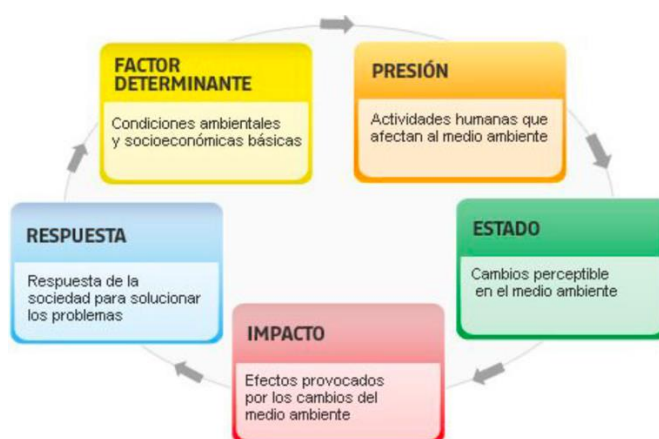 FACTOR
DETERMINANTE
Condiciones ambientales
y socioeconómicas básicas
PRESIÓN
Actividades humanas que
afectan al medio ambiente
ESTADO
Cambios perceptible
en el medio ambiente
IMPACTO
Efectos provocados
por los cambios del
medio ambiente
RESPUESTA
Respuesta de la
sociedad para solucionar
los problemas